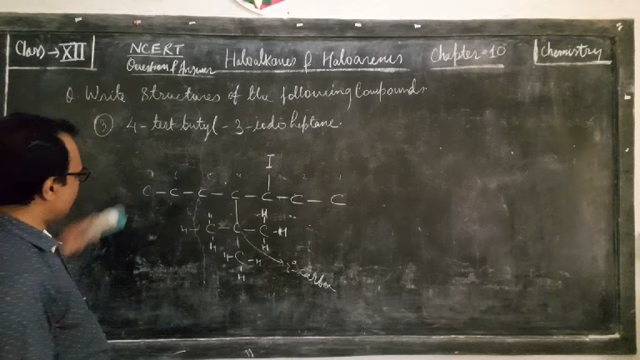 Class → XII
NCERT
Question & Answer
Haloalkanes & Haloarenes
Chapter = 10
Chemistry
Q. Write Structures of the following Compounds.
③ 4-tert butyl-3-iodo heptane.
I
C - C - C - C - C - C - C
H - C - C - C - H
H - C - H
H
3° Carbon